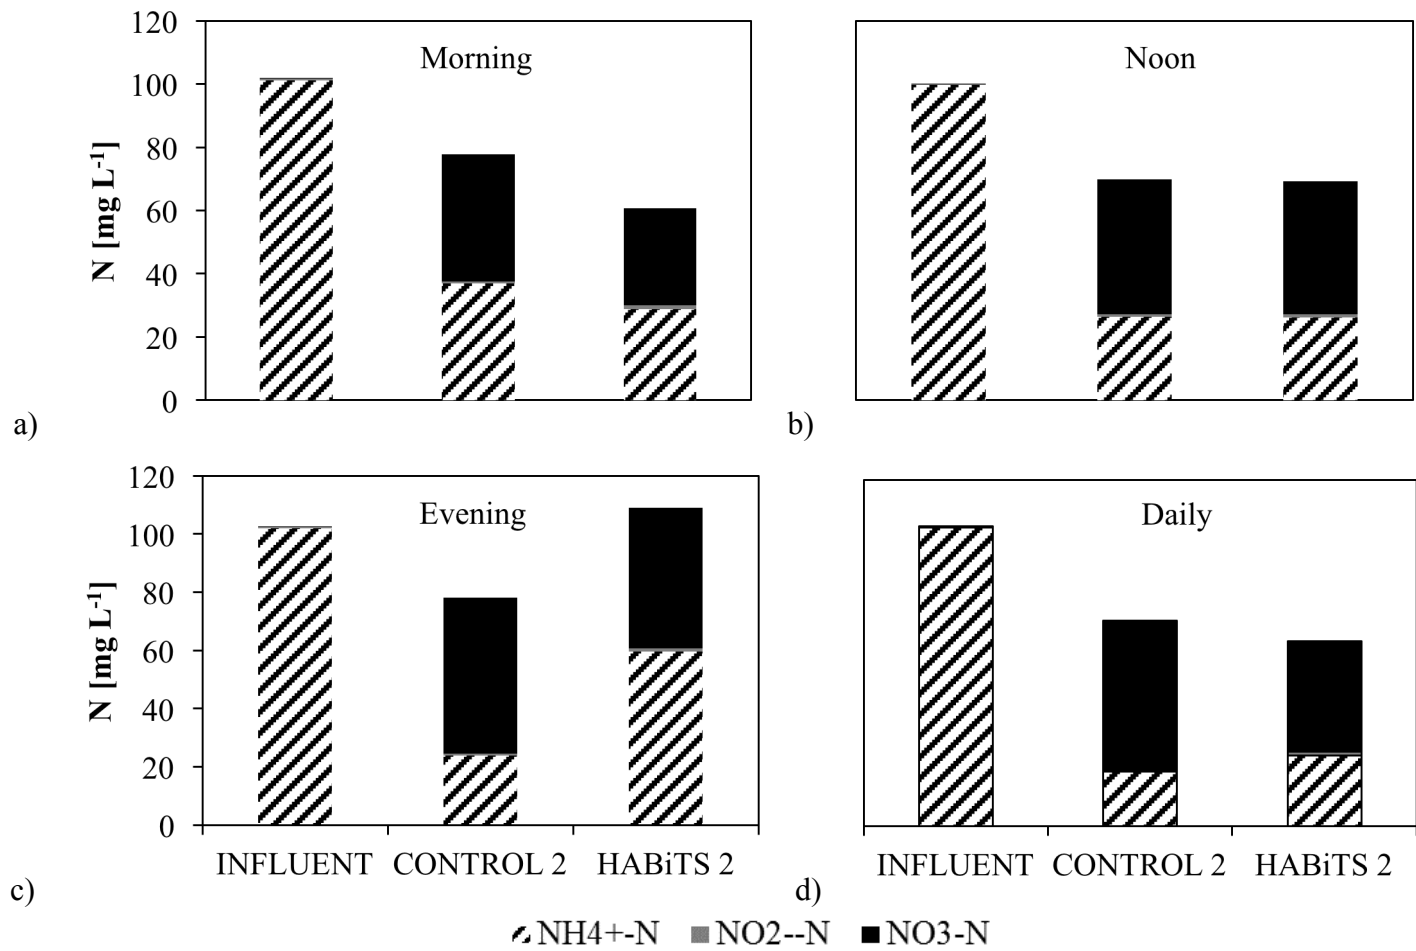 120
100
80
60
40
20
0
N [mg L-1]
Morning
a)
Noon
b)
120
100
80
60
40
20
0
N [mg L-1]
Evening
INFLUENT CONTROL 2 HABiTS 2
c)
Daily
INFLUENT CONTROL 2 HABiTS 2
d)
NH4+-N NO2--N NO3-N